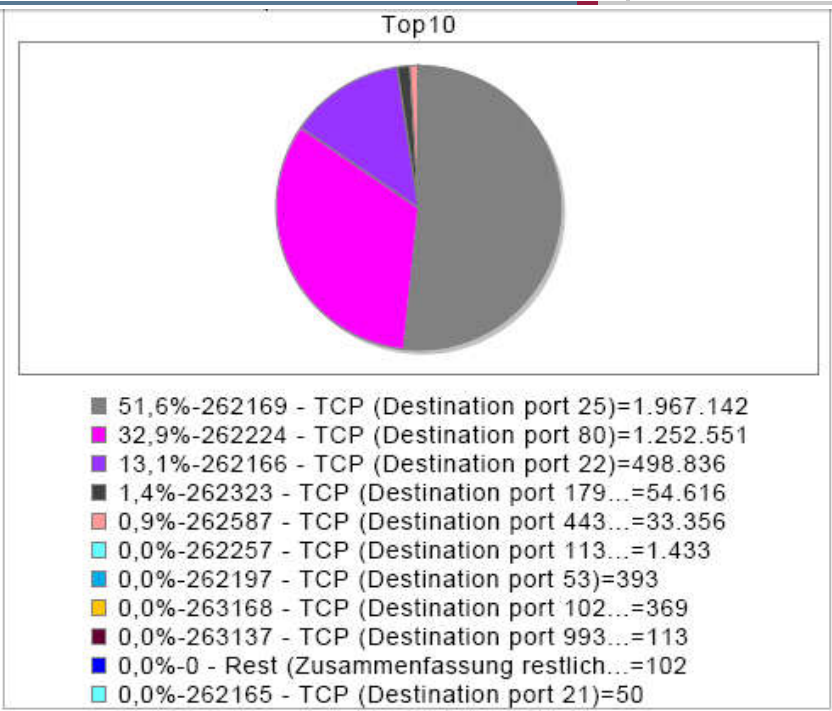 Top10
51,6%-262169 - TCP (Destination port 25)=1.967.142
32,9%-262224 - TCP (Destination port 80)=1.252.551
13,1%-262166 - TCP (Destination port 22)=498.836
1,4%-262323 - TCP (Destination port 179...=54.616
0,9%-262587 - TCP (Destination port 443...=33.356
0,0%-262257 - TCP (Destination port 113...=1.433
0,0%-262197 - TCP (Destination port 53)=393
0,0%-263168 - TCP (Destination port 102...=369
0,0%-263137 - TCP (Destination port 993...=113
0,0%-0 - Rest (Zusammenfassung restlich...=102
0,0%-262165 - TCP (Destination port 21)=50